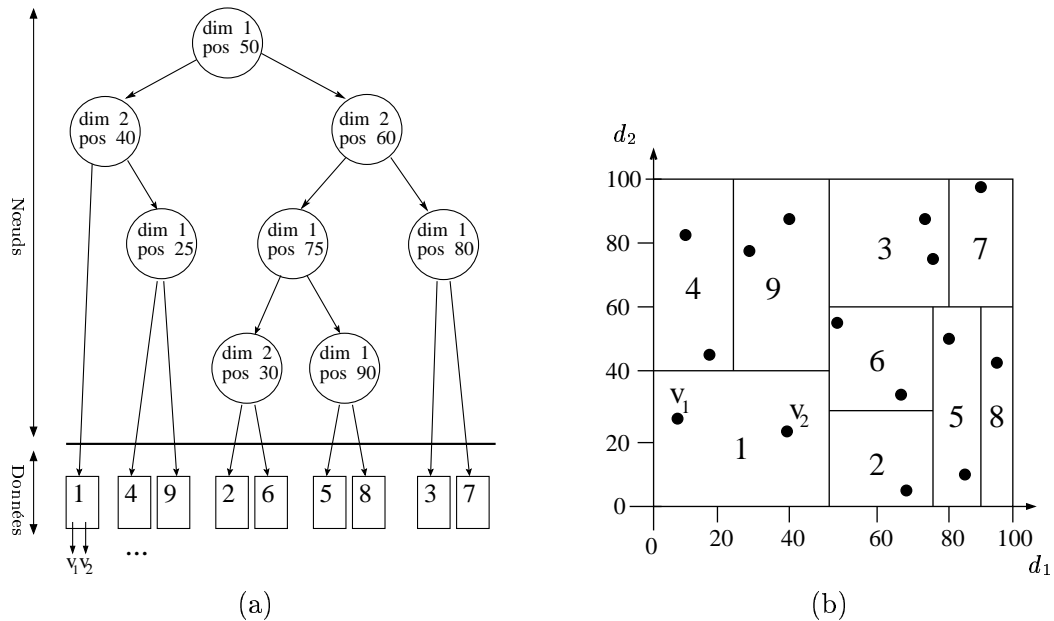 dim 1
pos 50
dim 2
pos 40
dim 2
pos 60
dim 1
pos 25
dim 1
pos 75
dim 1
pos 80
dim 2
pos 30
dim 1
pos 90
Nœuds
Données
1
4
9
2
6
5
8
3
7
v1 v2
...
(a)
d2
100
80
60
40
20
0
0
20
40
60
80
100
d1
4
9
3
7
6
5
8
2
1
v1
v2
(b)